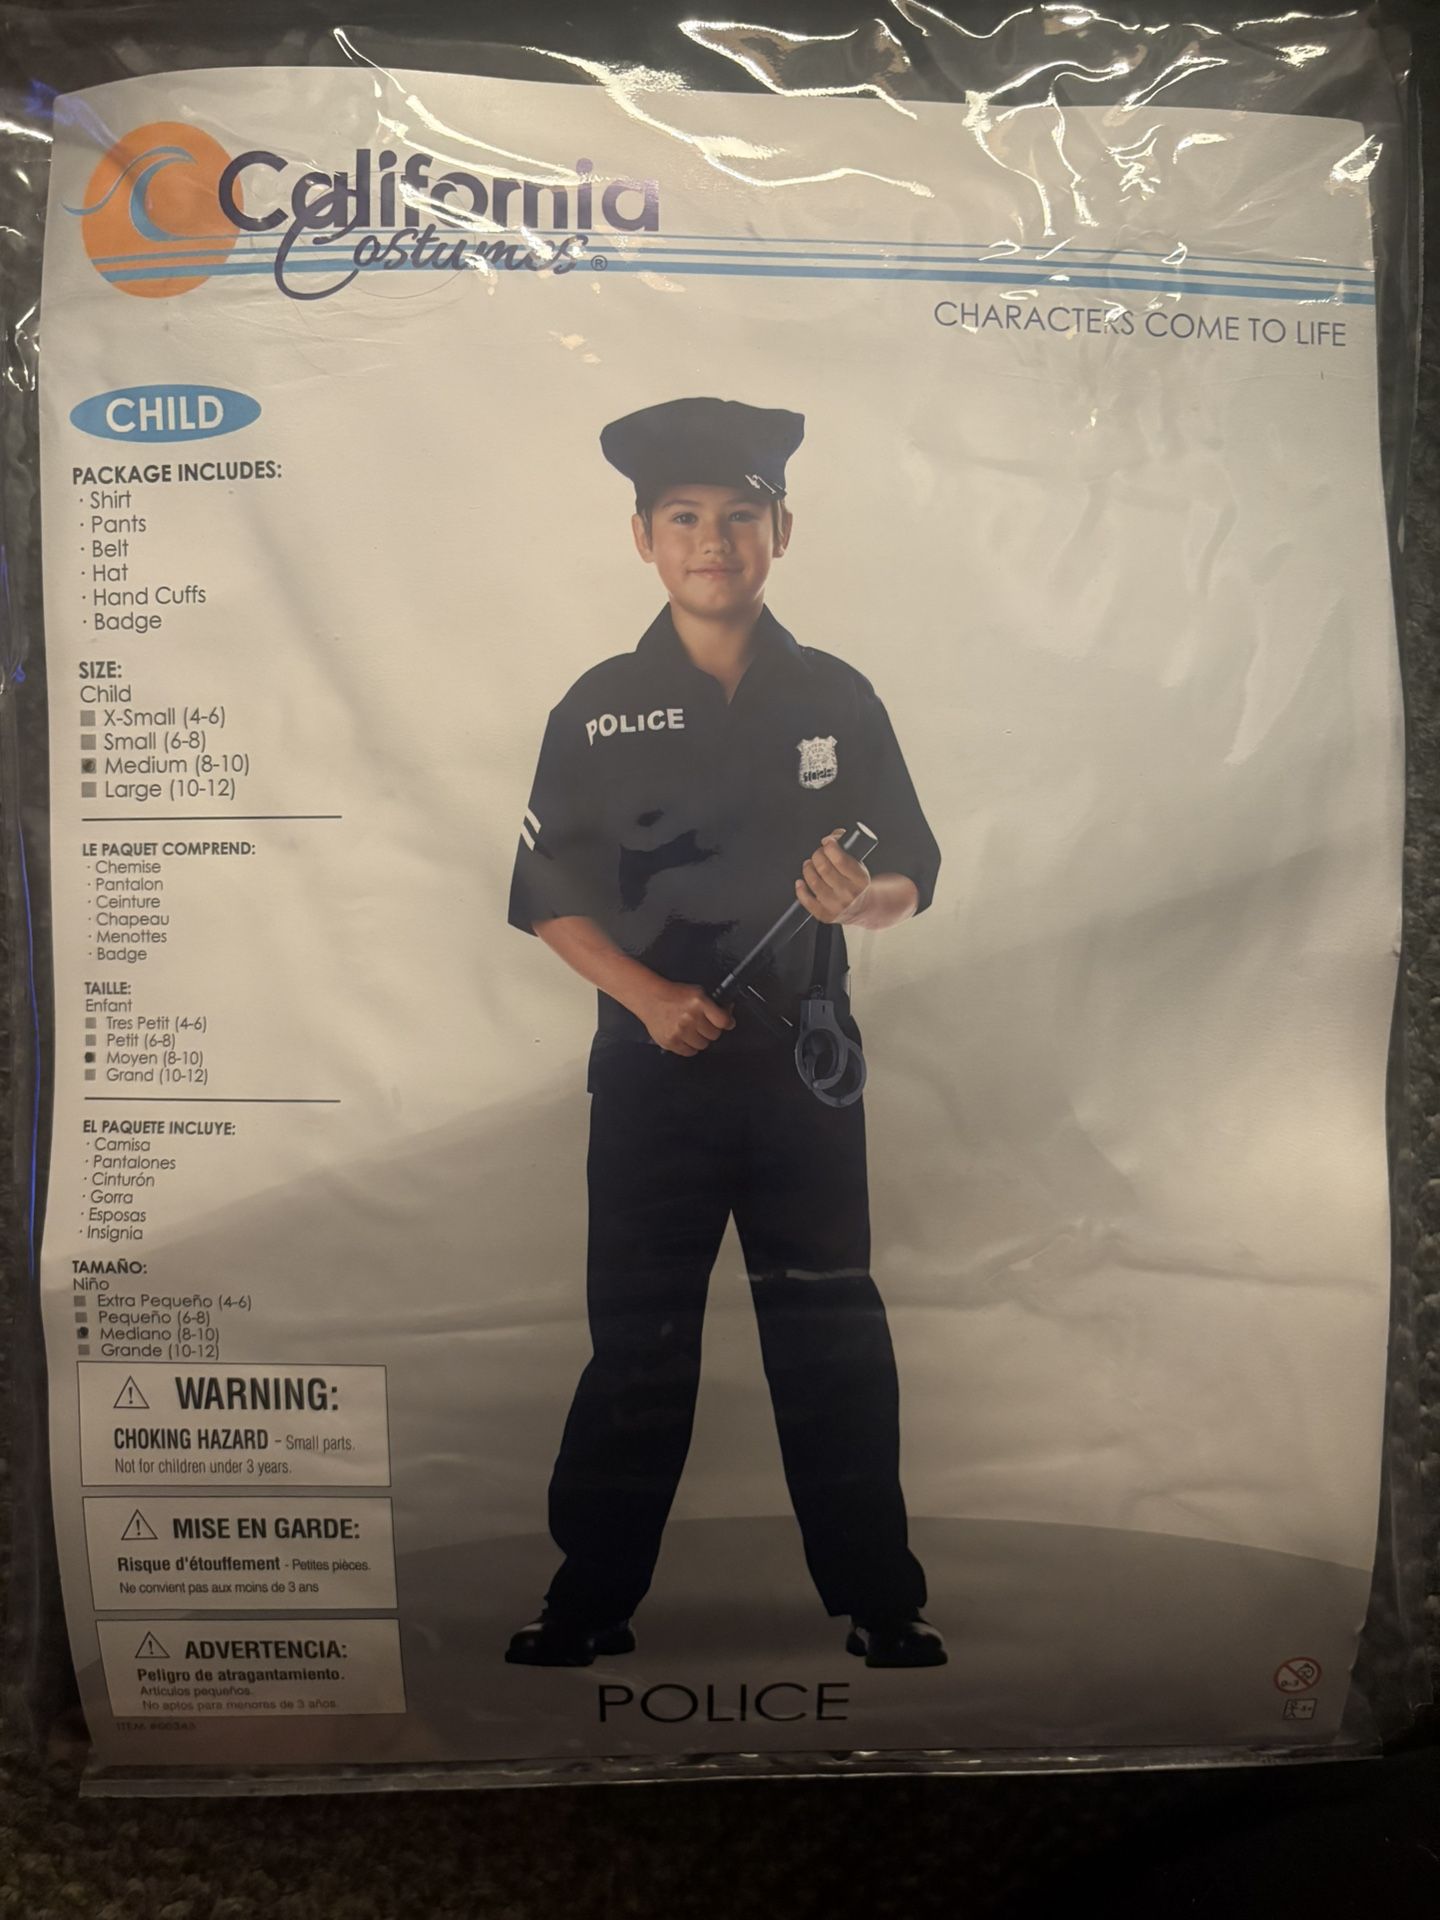 California
Costumes®
CHARACTERS COME TO LIFE
CHILD
PACKAGE INCLUDES:
· Shirt
· Pants
· Belt
· Hat
· Hand Cuffs
· Badge
SIZE:
Child
X-Small (4-6)
Small (6-8)
Medium (8-10)
Large (10-12)
LE PAQUET COMPREND:
· Chemise
· Pantalon
· Ceinture
· Chapeau
· Menottes
· Badge
TAILLE:
Enfant
Tres Petit (4-6)
Petit (6-8)
Moyen (8-10)
Grand (10-12)
EL PAQUETE INCLUYE:
· Camisa
· Pantalones
· Cinturón
· Gorra
· Esposas
· Insignia
TAMAÑO:
Niño
Extra Pequeño (4-6)
Pequeño (6-8)
Mediano (8-10)
Grande (10-12)
WARNING:
CHOKING HAZARD - Small parts.
Not for children under 3 years.
MISE EN GARDE:
Risque d'étouffement - Petites pièces.
Ne convient pas aux moins de 3 ans
ADVERTENCIA:
Peligro de atragantamiento.
Artículos pequeños.
No aptos para menores de 3 años.
ITEM #00343
POLICE
POLICE
0-3